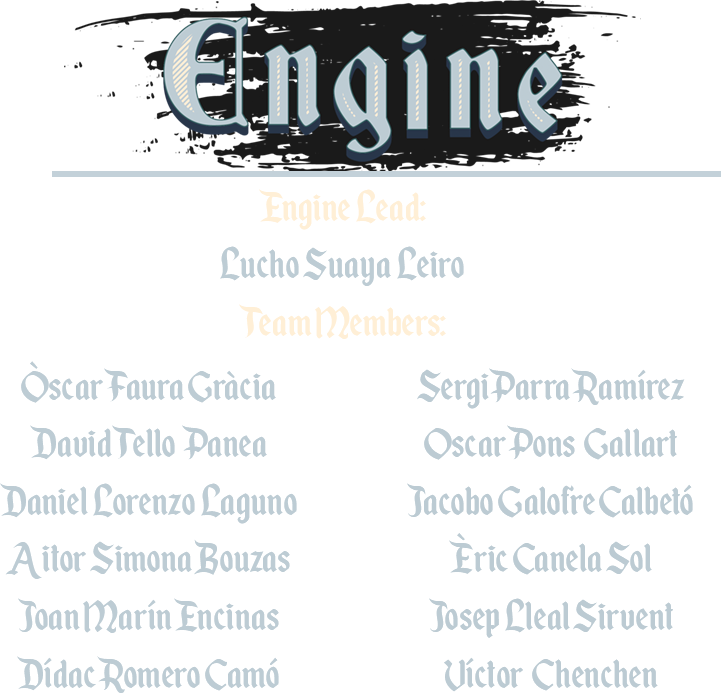 Engine
Engine Lead:
Lucho Suaya Leiro
Team Members:
Òscar Faura Gràcia
Sergi Parra Ramírez
David Tello Panea
Oscar Pons Gallart
Daniel Lorenzo Laguno
Jacobo Galofre Calbetó
Aitor Simona Bouzas
Èric Canela Sol
Joan Marín Encinas
Josep Lleal Sirvent
Dídac Romero Camó
Víctor Chenchen